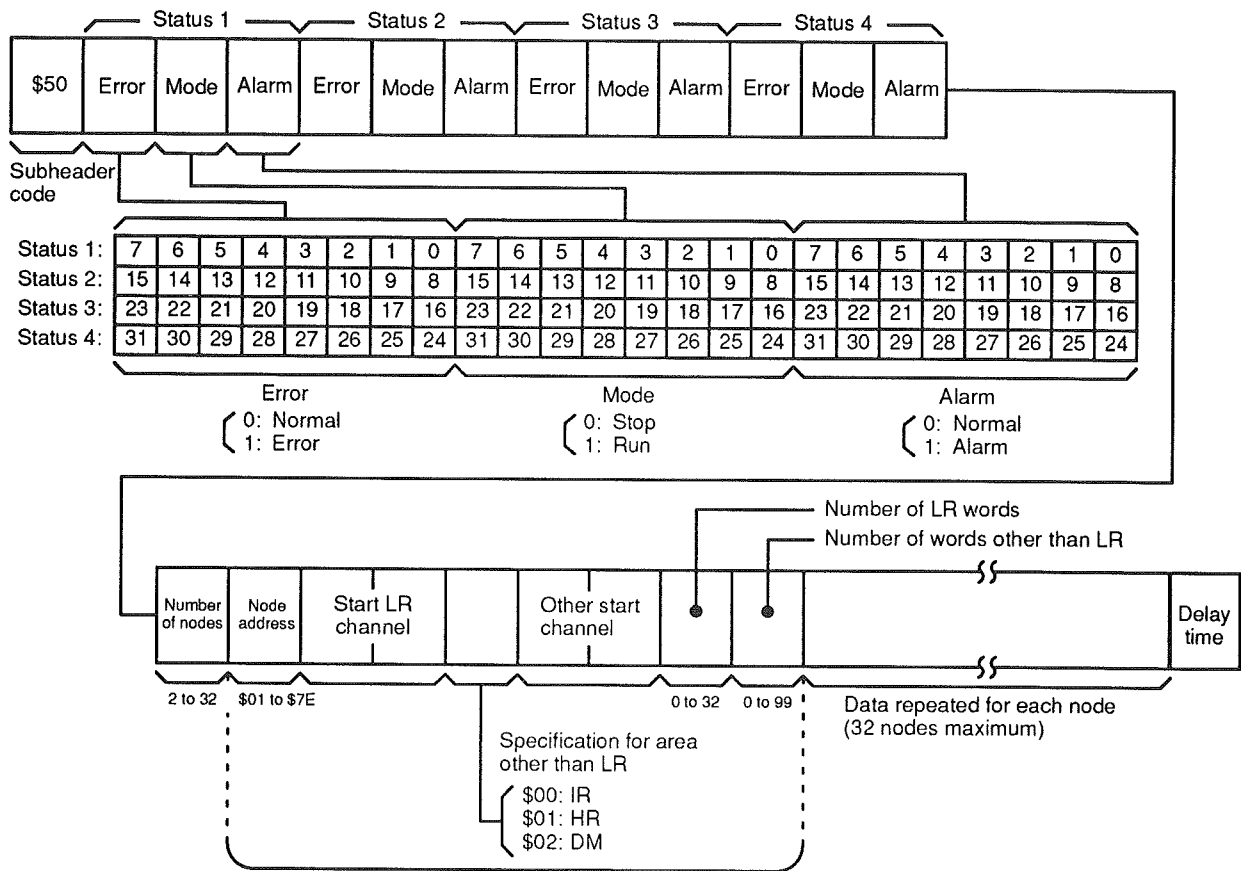 Status 1 Status 2 Status 3 Status 4
$50 Error Mode Alarm Error Mode Alarm Error Mode Alarm Error Mode Alarm
Subheader
code
Status 1: 7 6 5 4 3 2 1 0 7 6 5 4 3 2 1 0 7 6 5 4 3 2 1 0
Status 2: 15 14 13 12 11 10 9 8 15 14 13 12 11 10 9 8 15 14 13 12 11 10 9 8
Status 3: 23 22 21 20 19 18 17 16 23 22 21 20 19 18 17 16 23 22 21 20 19 18 17 16
Status 4: 31 30 29 28 27 26 25 24 31 30 29 28 27 26 25 24 31 30 29 28 27 26 25 24
Error Mode Alarm
0: Normal 0: Stop 0: Normal
1: Error 1: Run 1: Alarm
Number of LR words
Number of words other than LR
Number
of nodes
Node
address
Start LR
channel
Other start
channel
Delay
time
2 to 32 $01 to $7E 0 to 32 0 to 99
Data repeated for each node
(32 nodes maximum)
Specification for area
other than LR
$00: IR
$01: HR
$02: DM